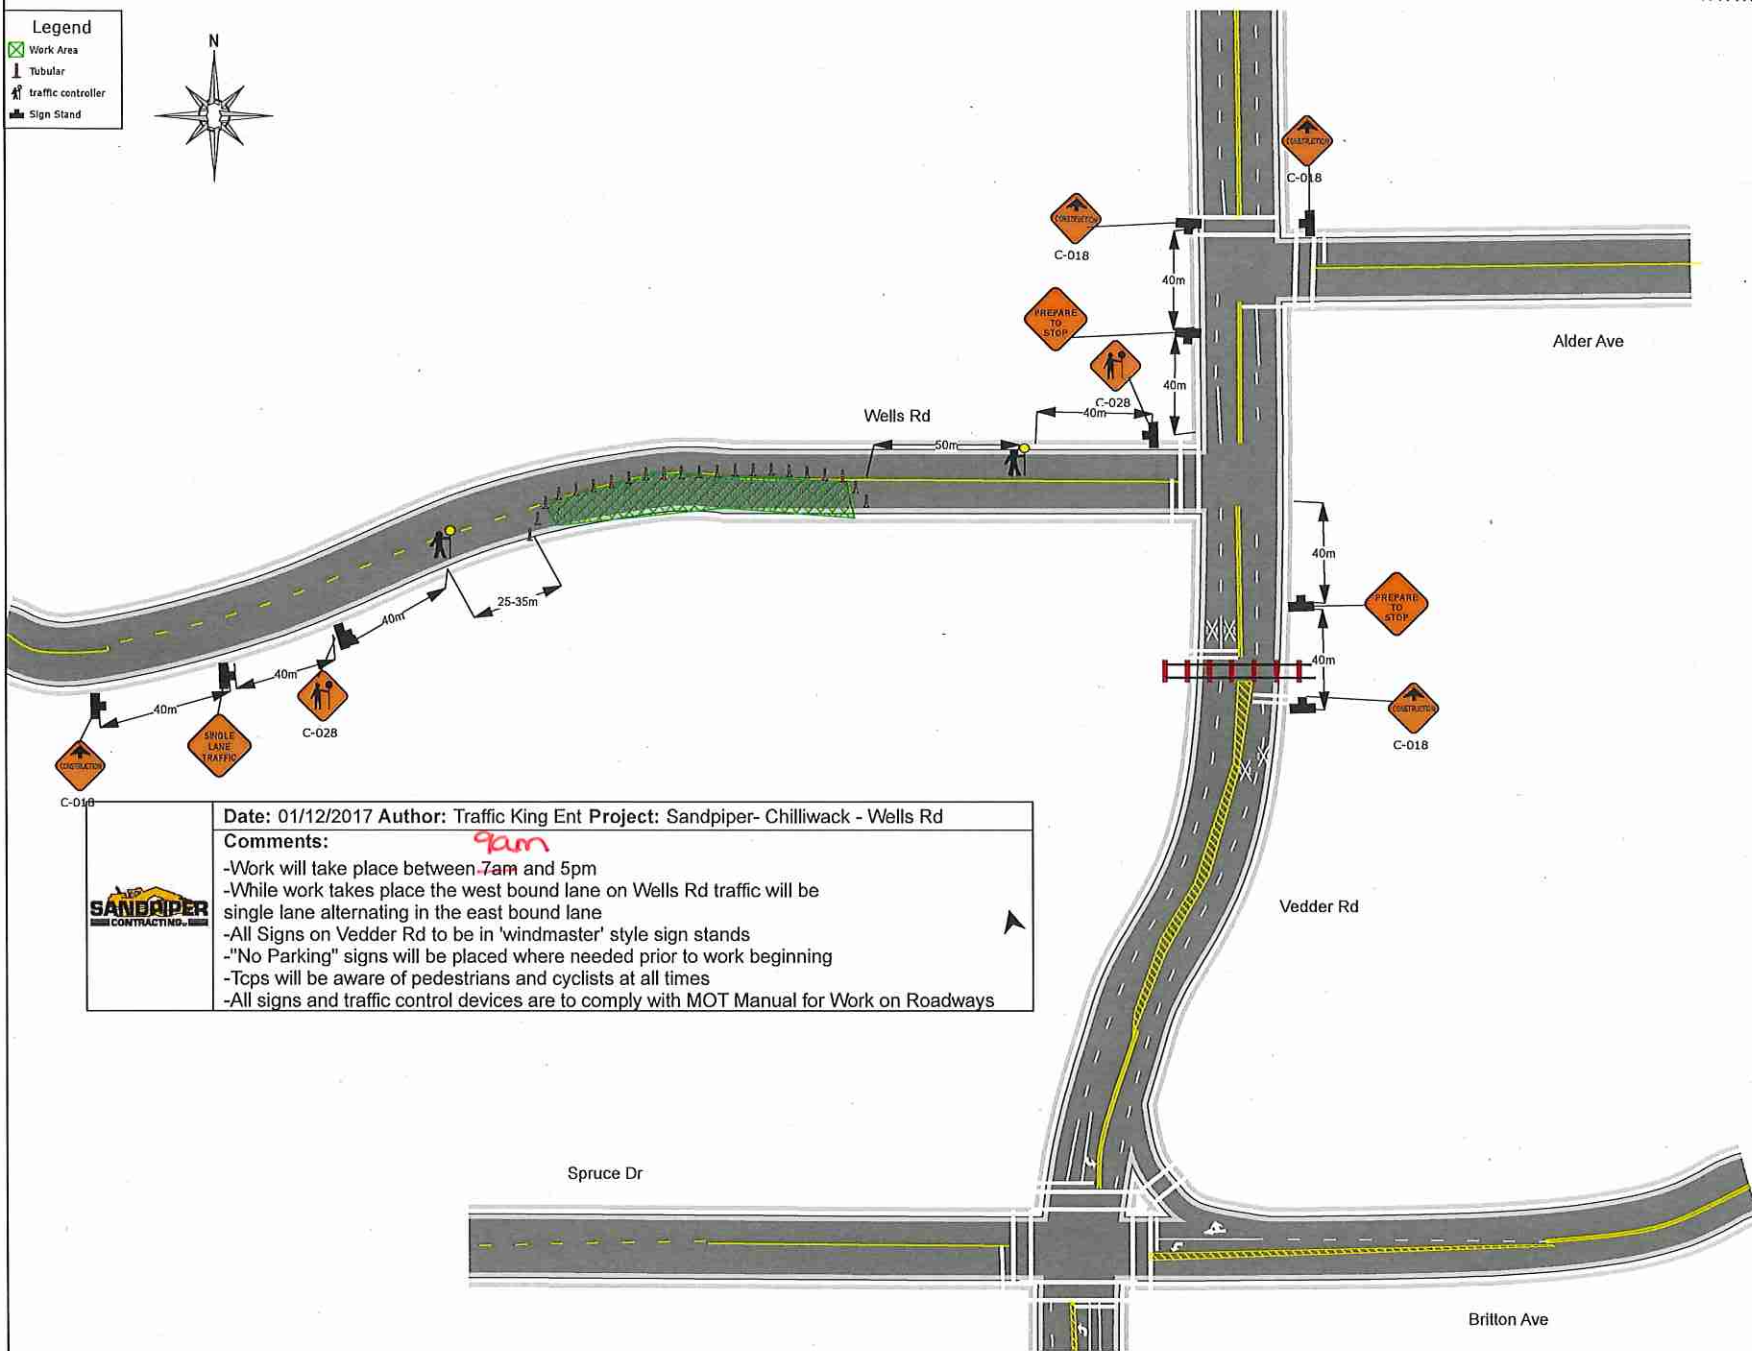 Legend
Work Area
Tubular
traffic controller
Sign Stand
N
CONSTRUCTION
C-018
CONSTRUCTION
C-018
40m
PREPARE
TO
STOP
40m
C-028
40m
Alder Ave
Wells Rd
50m
40m
PREPARE
TO
STOP
40m
CONSTRUCTION
C-018
25-35m
40m
40m
C-028
40m
SINGLE
LANE
TRAFFIC
CONSTRUCTION
C-018
Date: 01/12/2017 Author: Traffic King Ent Project: Sandpiper- Chilliwack - Wells Rd
Comments:
9am
-Work will take place between 7am and 5pm
-While work takes place the west bound lane on Wells Rd traffic will be
single lane alternating in the east bound lane
-All Signs on Vedder Rd to be in 'windmaster' style sign stands
-"No Parking" signs will be placed where needed prior to work beginning
-Tcps will be aware of pedestrians and cyclists at all times
-All signs and traffic control devices are to comply with MOT Manual for Work on Roadways
SANDPIPER
CONTRACTING
Vedder Rd
Spruce Dr
Britton Ave